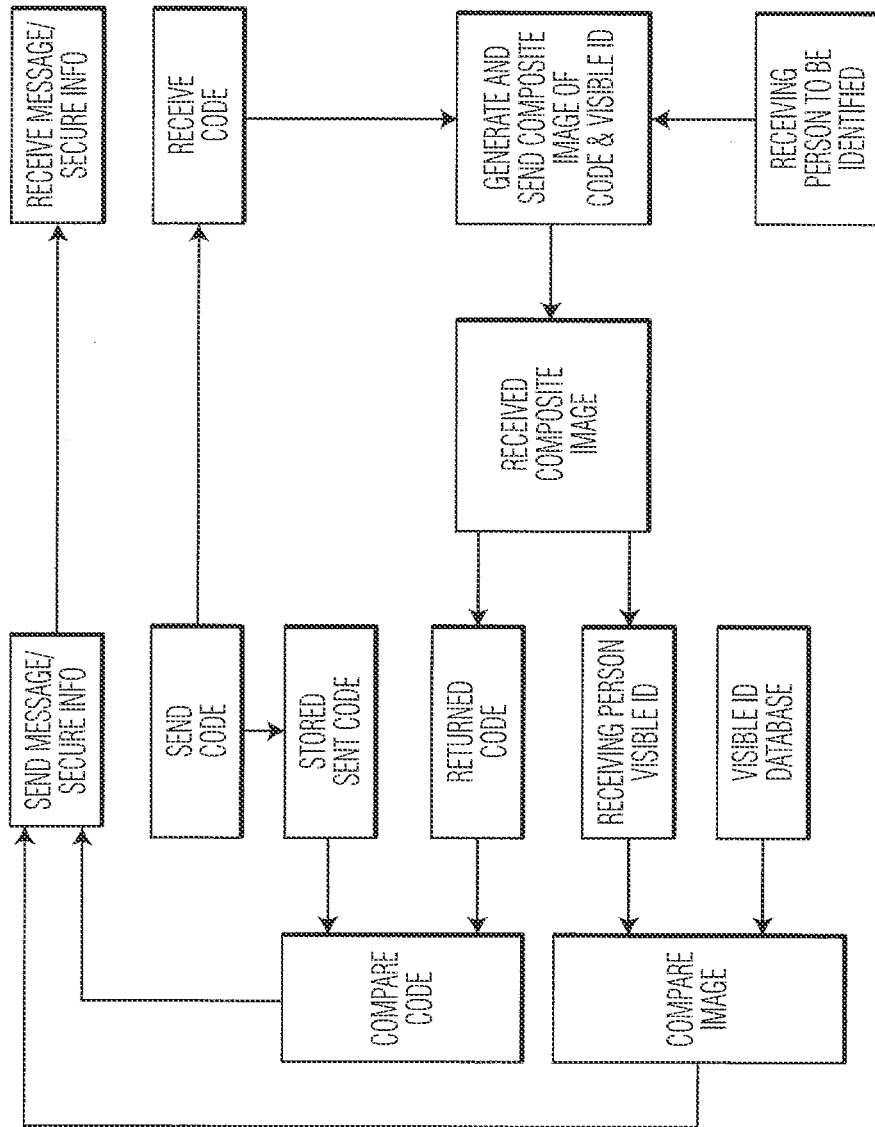 SEND MESSAGE/
SECURE INFO
RECEIVE MESSAGE/
SECURE INFO
SEND
CODE
RECEIVE
CODE
STORED
SENT CODE
COMPARE
CODE
RETURNED
CODE
RECEIVED
COMPOSITE
IMAGE
GENERATE AND
SEND COMPOSITE
IMAGE OF
CODE & VISIBLE ID
COMPARE
IMAGE
RECEIVING PERSON
VISIBLE ID
VISIBLE ID
DATABASE
RECEIVING
PERSON TO BE
IDENTIFIED